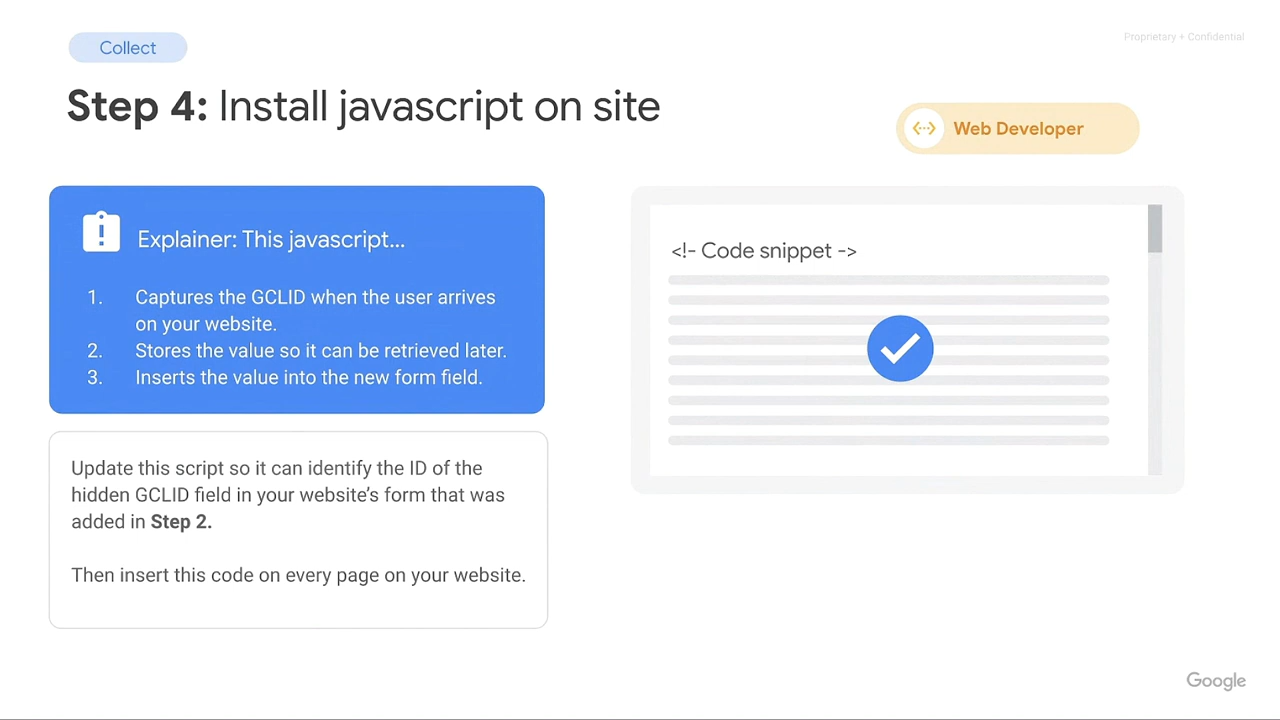 Collect
Proprietary + Confidential
Step 4: Install javascript on site
Web Developer
Explainer: This javascript...
1. Captures the GCLID when the user arrives
on your website.
2. Stores the value so it can be retrieved later.
3. Inserts the value into the new form field.
<!- Code snippet ->
Update this script so it can identify the ID of the
hidden GCLID field in your website’s form that was
added in Step 2.
Then insert this code on every page on your website.
Google